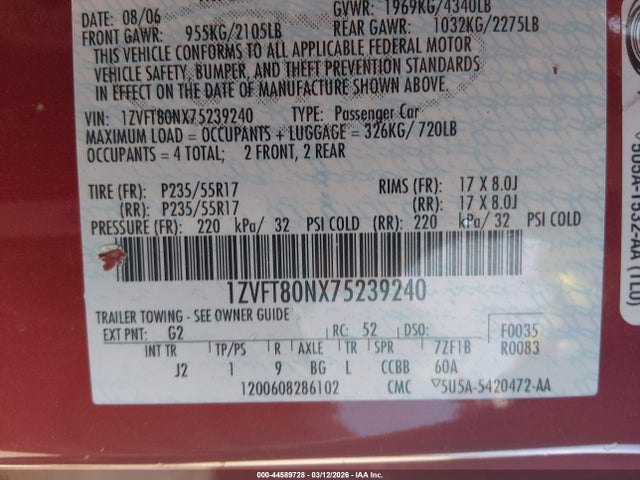 DATE: 08/06
GVWR: 1969KG/4340LB
FRONT GAWR: 955KG/2105LB REAR GAWR: 1032KG/2275LB
THIS VEHICLE CONFORMS TO ALL APPLICABLE FEDERAL MOTOR
VEHICLE SAFETY, BUMPER, AND THEFT PREVENTION STANDARDS
IN EFFECT ON THE DATE OF MANUFACTURE SHOWN ABOVE.
VIN: 1ZVFT80NX75239240 TYPE: Passenger Car
MAXIMUM LOAD = OCCUPANTS + LUGGAGE = 326KG/720LB
OCCUPANTS = 4 TOTAL; 2 FRONT, 2 REAR
TIRE (FR): P235/55R17 RIMS (FR): 17 X 8.0J
(RR): P235/55R17 (RR): 17 X 8.0J
PRESSURE (FR): 220 kPa/ 32 PSI COLD (RR): 220 kPa/ 32 PSI COLD
1ZVFT80NX75239240
TRAILER TOWING - SEE OWNER GUIDE
EXT PNT: G2 RC: 52 DSO: F0035
INT TR TP/PS R AXLE TR SPR 7ZF1B R0083
J2 1 9 BG L CCBB 60A
1200608286102 CMC 5U5A-5420472-AA
000-44589728 - 03/12/2026 - IAA Inc.